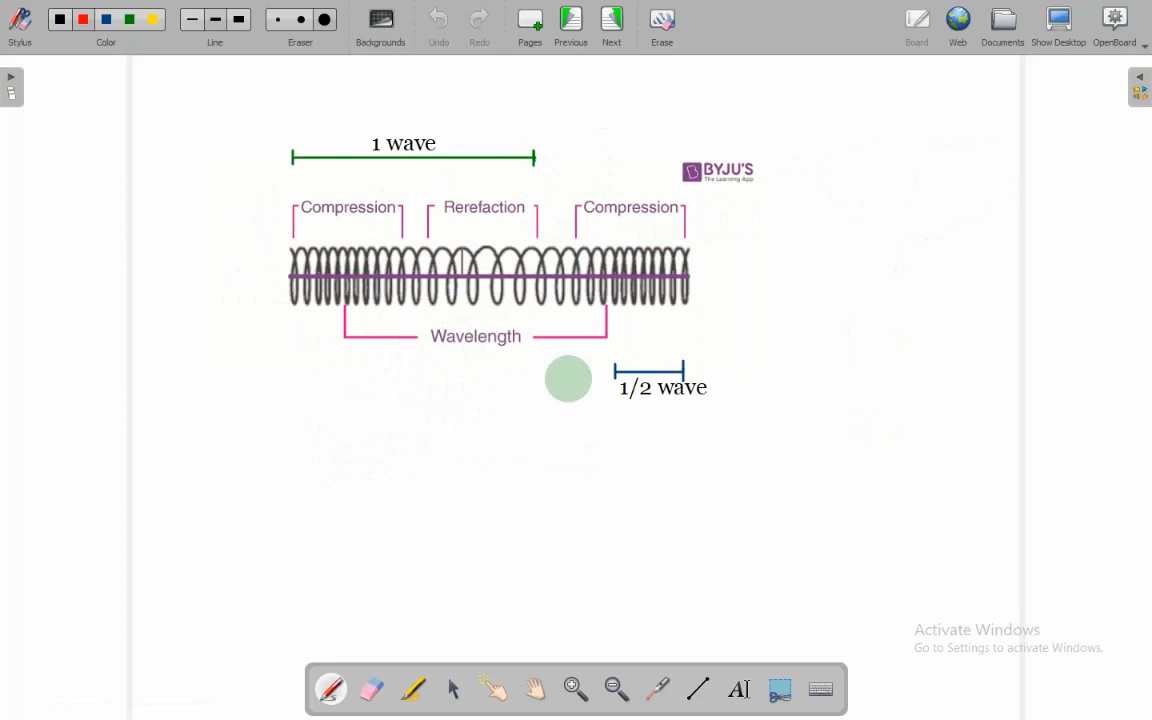 Stylus
Color
Line
Eraser
Backgrounds
Undo
Redo
Pages
Previous
Next
Erase
Board
Web
Documents
Show Desktop
OpenBoard
1 wave
BYJU'S
The Learning App
Compression
Rerefaction
Compression
Wavelength
1/2 wave
Activate Windows
Go to Settings to activate Windows.